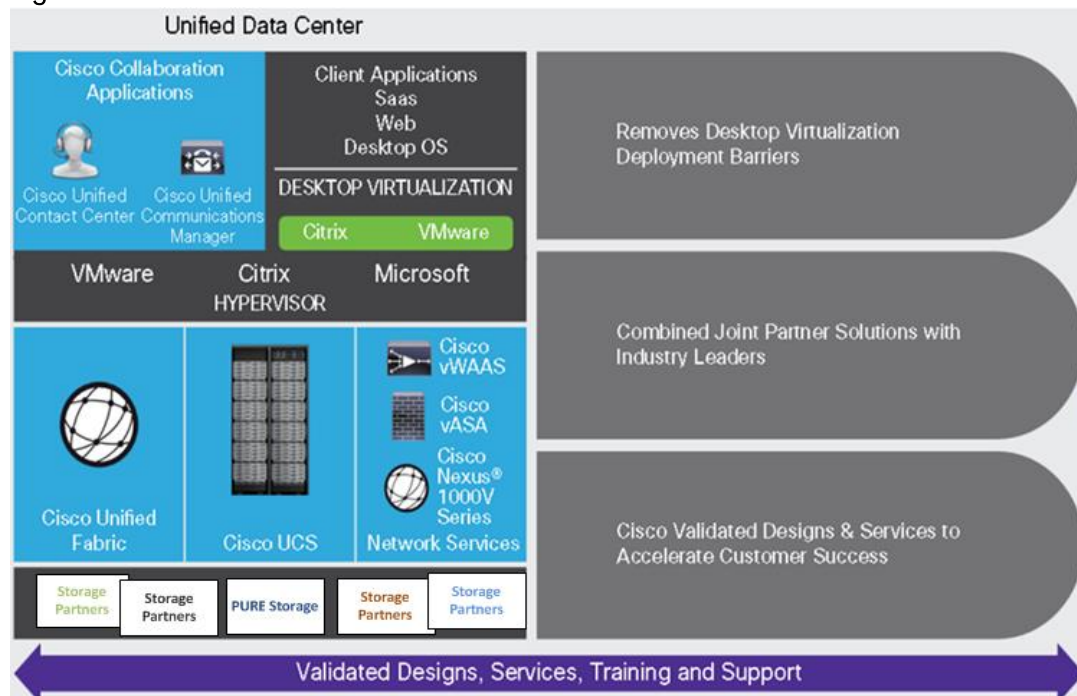 Unified Data Center
Cisco Collaboration
Applications
Cisco Unified
Contact Center
Cisco Unified
Communications
Manager
Client Applications
Saas
Web
Desktop OS
DESKTOP VIRTUALIZATION
Citrix VMware
VMware Citrix Microsoft
HYPERVISOR
Cisco Unified
Fabric
Cisco UCS
Cisco
vWAAS
Cisco
vASA
Cisco
Nexus®
1000V
Series
Network Services
Storage
Partners
Storage
Partners
PURE Storage
Storage
Partners
Storage
Partners
Removes Desktop Virtualization
Deployment Barriers
Combined Joint Partner Solutions with
Industry Leaders
Cisco Validated Designs & Services to
Accelerate Customer Success
Validated Designs, Services, Training and Support